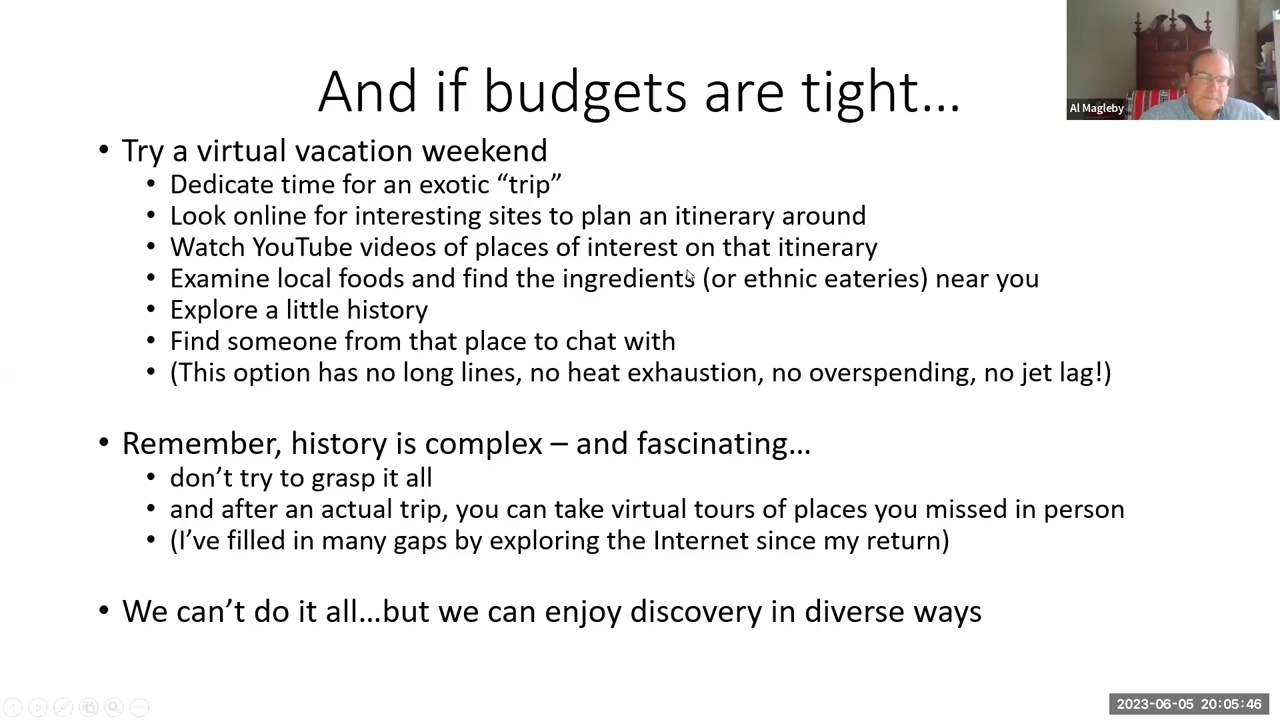 And if budgets are tight…
Al Magleby
• Try a virtual vacation weekend
• Dedicate time for an exotic “trip”
• Look online for interesting sites to plan an itinerary around
• Watch YouTube videos of places of interest on that itinerary
• Examine local foods and find the ingredients (or ethnic eateries) near you
• Explore a little history
• Find someone from that place to chat with
• (This option has no long lines, no heat exhaustion, no overspending, no jet lag!)
• Remember, history is complex – and fascinating…
• don’t try to grasp it all
• and after an actual trip, you can take virtual tours of places you missed in person
• (I’ve filled in many gaps by exploring the Internet since my return)
• We can’t do it all…but we can enjoy discovery in diverse ways
2023-06-05 20:05:46